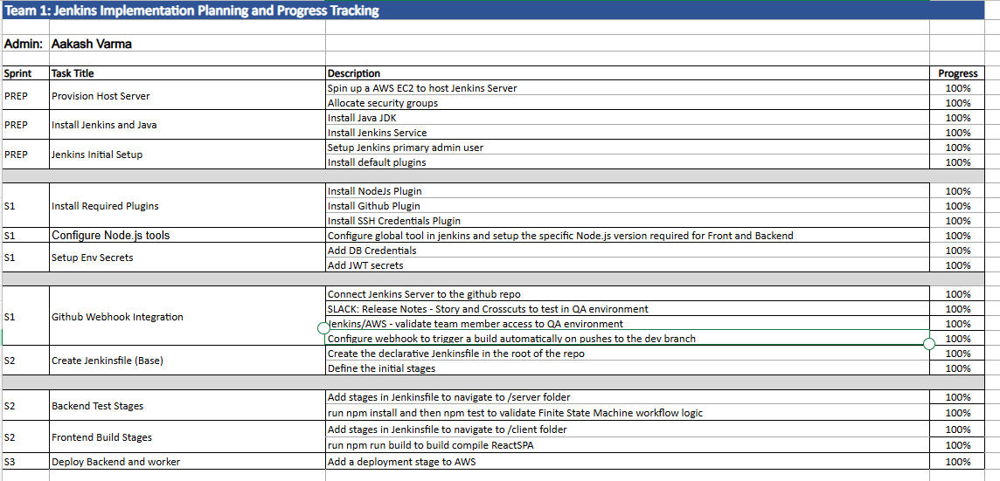 Team 1: Jenkins Implementation Planning and Progress Tracking
Admin: Aakash Varma
Sprint Task Title Description Progress
PREP Provision Host Server Spin up a AWS EC2 to host Jenkins Server 100%
Allocate security groups 100%
PREP Install Jenkins and Java Install Java JDK 100%
Install Jenkins Service 100%
PREP Jenkins Initial Setup Setup Jenkins primary admin user 100%
Install default plugins 100%
S1 Install Required Plugins Install NodeJs Plugin 100%
Install Github Plugin 100%
Install SSH Credentials Plugin 100%
S1 Configure Node.js tools Configure global tool in jenkins and setup the specific Node.js version required for Front and Backend 100%
S1 Setup Env Secrets Add DB Credentials 100%
Add JWT secrets 100%
S1 Github Webhook Integration Connect Jenkins Server to the github repo 100%
SLACK: Release Notes - Story and Crosscuts to test in QA environment 100%
Jenkins/AWS - validate team member access to QA environment 100%
Configure webhook to trigger a build automatically on pushes to the dev branch 100%
S2 Create Jenkinsfile (Base) Create the declarative Jenkinsfile in the root of the repo 100%
Define the initial stages 100%
S2 Backend Test Stages Add stages in Jenkinsfile to navigate to /server folder 100%
run npm install and then npm test to validate Finite State Machine workflow logic 100%
S2 Frontend Build Stages Add stages in Jenkinsfile to navigate to /client folder 100%
run npm run build to build compile ReactSPA 100%
S3 Deploy Backend and worker Add a deployment stage to AWS 100%